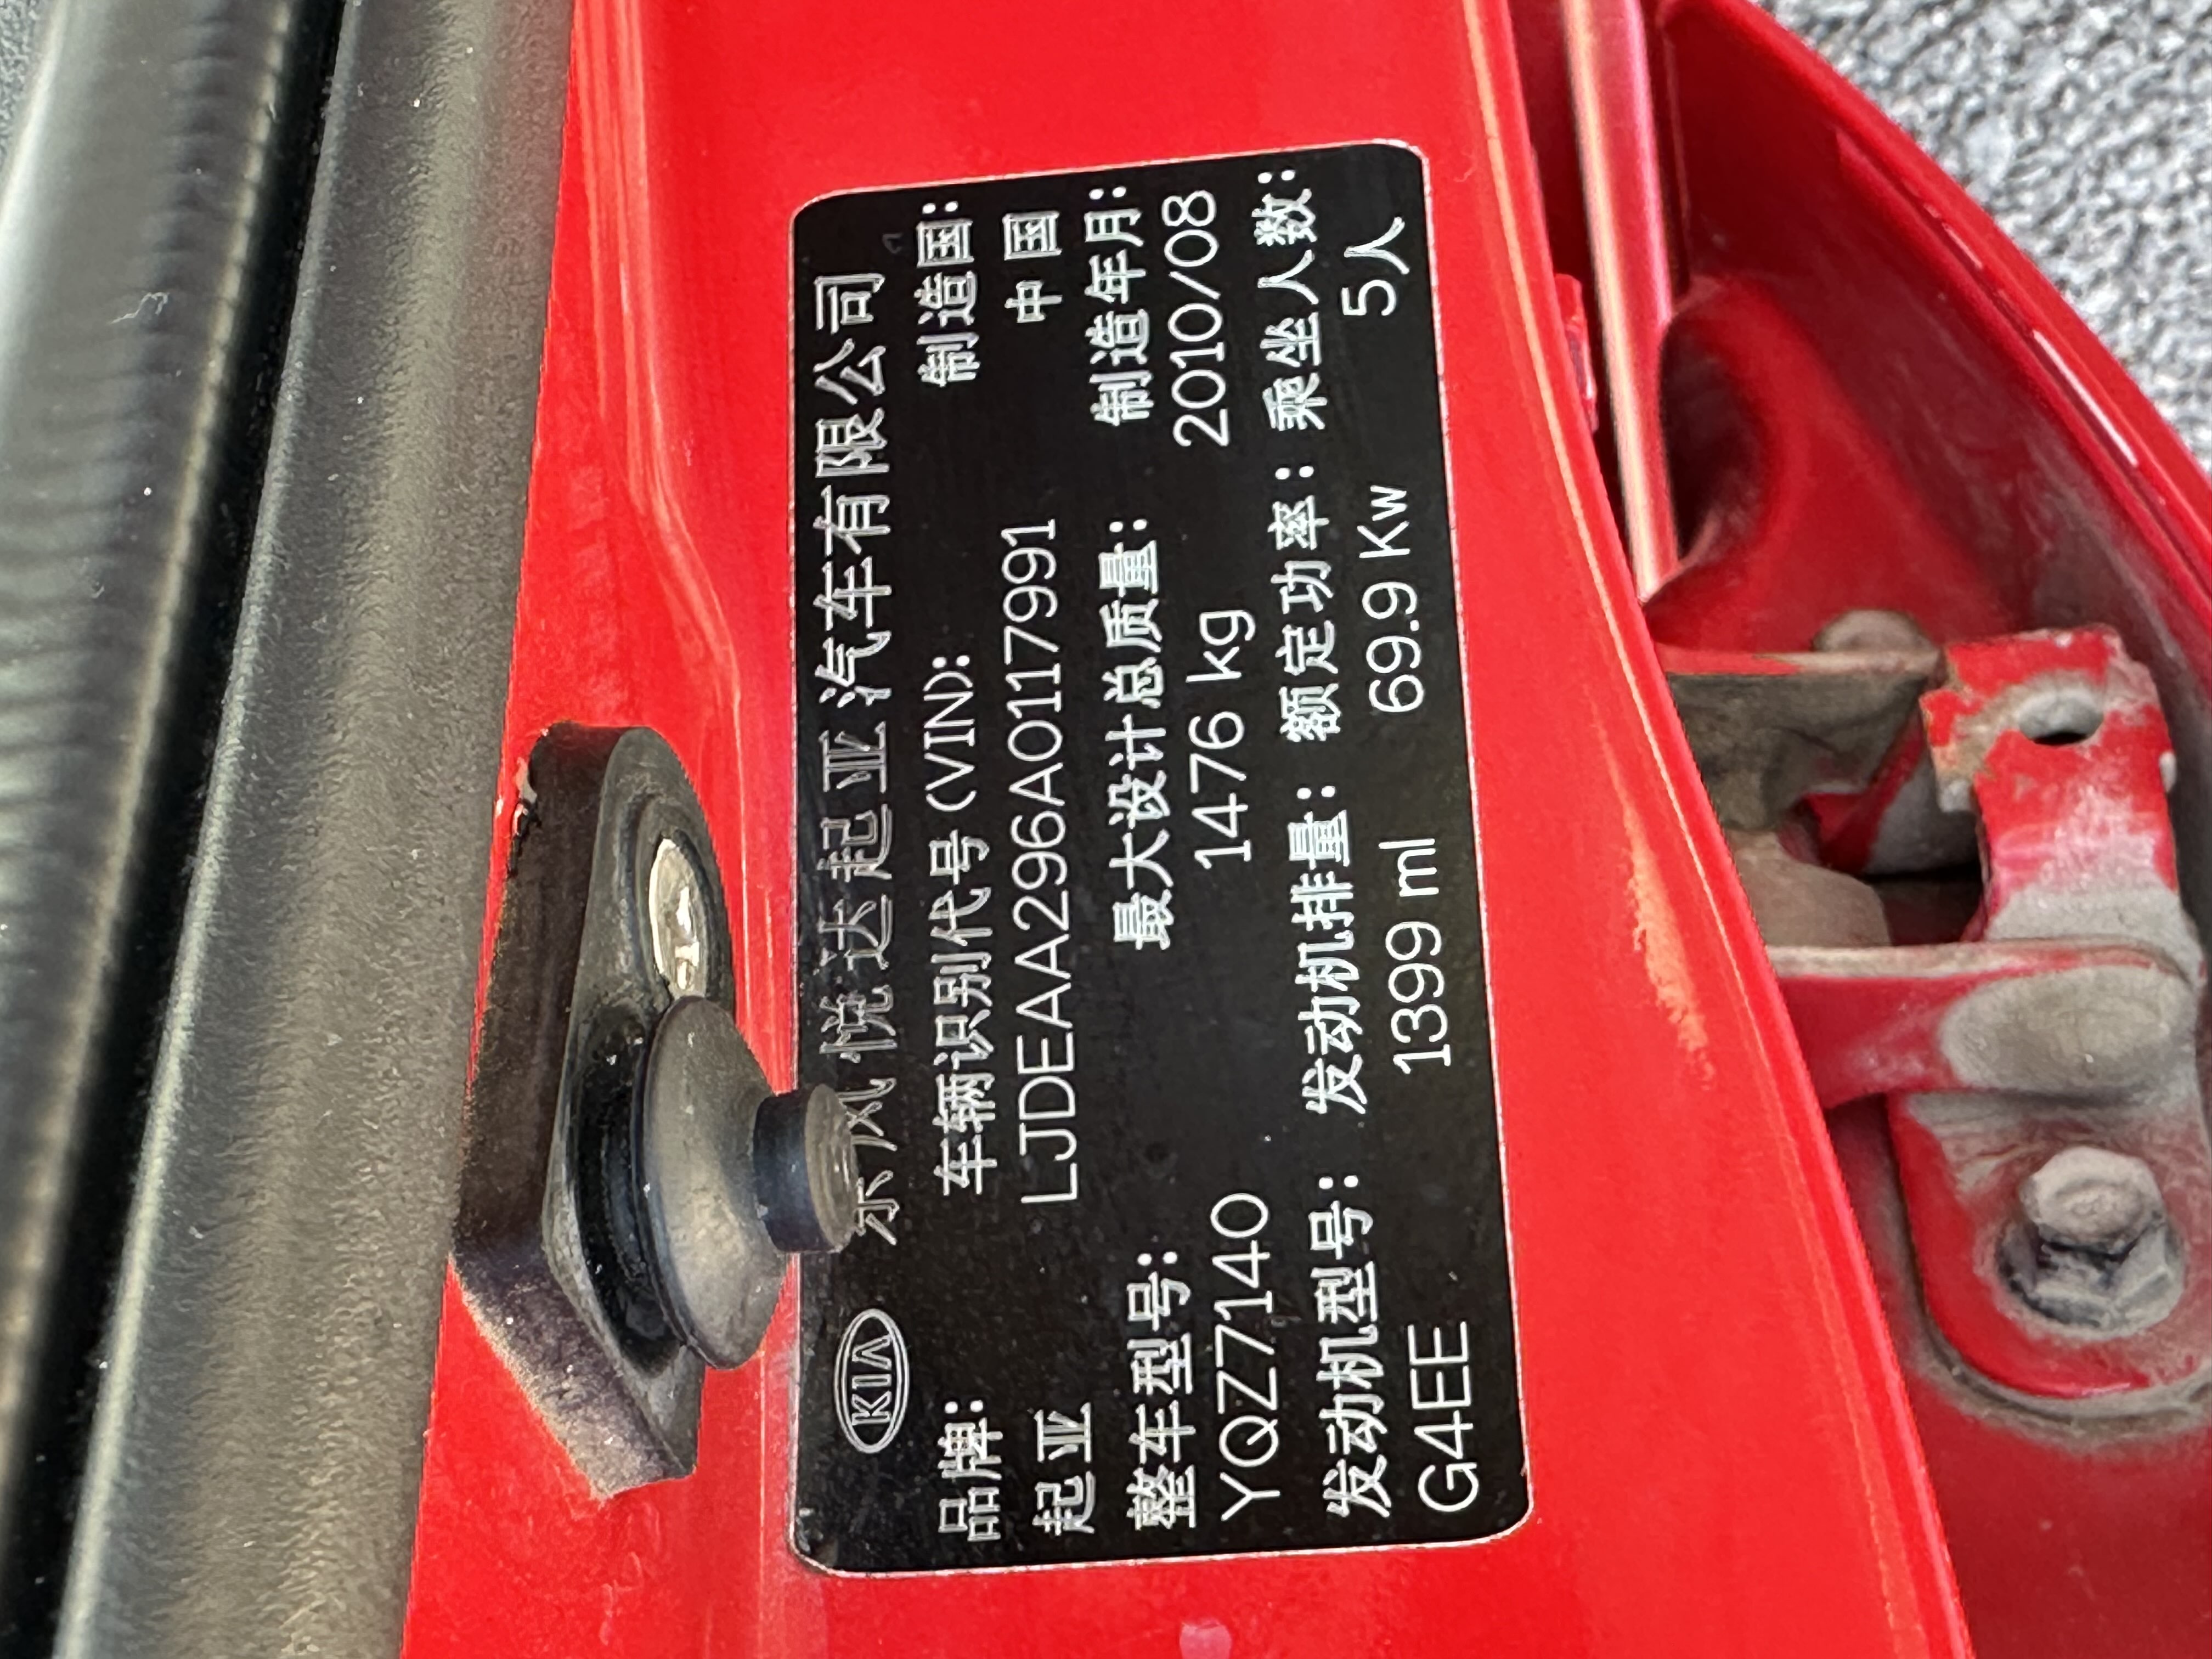 KIA 东风悦达起亚汽车有限公司
品牌： 车辆识别代号(VIN)： 制造国：
起亚 LJDEAA296A0117991 中国
整车型号： 最大设计总质量： 制造年月：
YQZ7140 1476 kg 2010/08
发动机型号： 发动机排量： 额定功率： 乘坐人数：
G4EE 1399 ml 69.9 Kw 5人